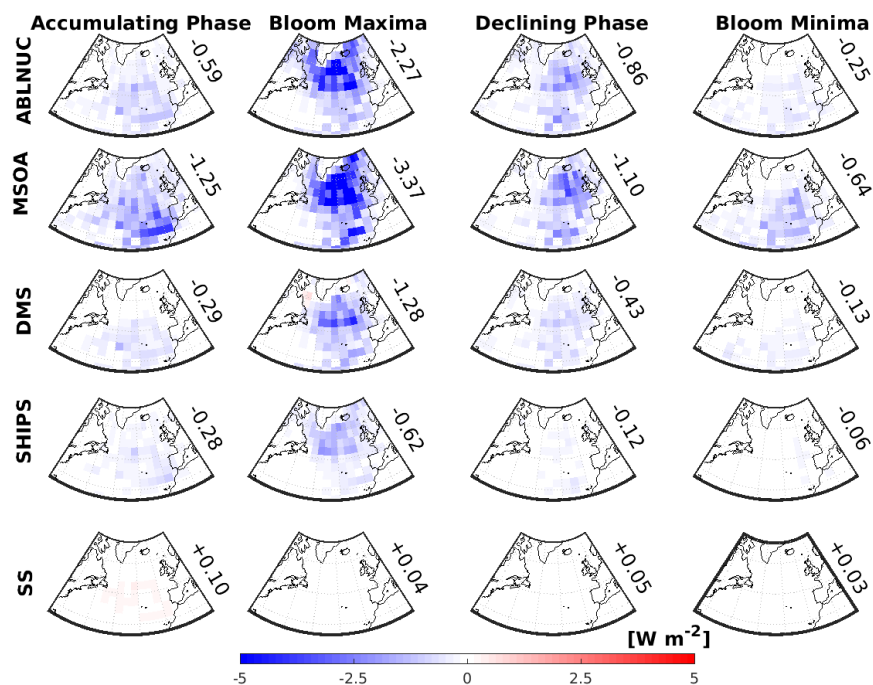 Accumulating Phase Bloom Maxima Declining Phase Bloom Minima
ABLNUC -0.59 -2.27 -0.86 -0.25
MSOA -1.25 -3.37 -1.10 -0.64
DMS -0.29 -1.28 -0.43 -0.13
SHIPS -0.28 -0.62 -0.12 -0.06
SS +0.10 +0.04 +0.05 +0.03
[W m⁻²]
-5 -2.5 0 2.5 5